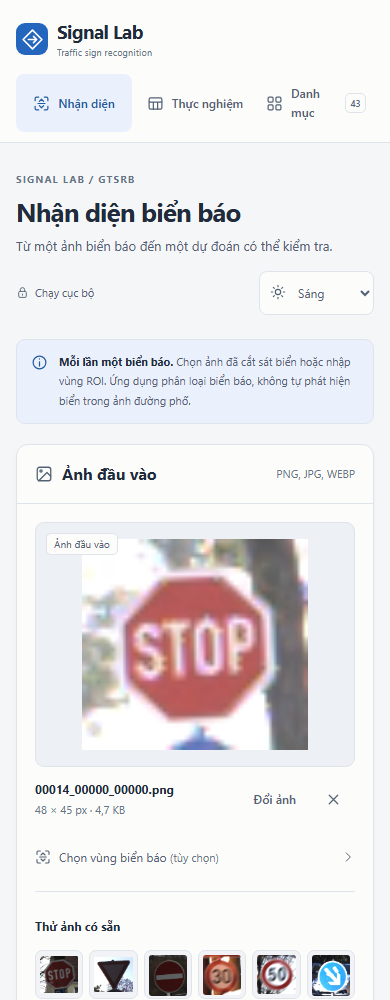 Signal Lab
Traffic sign recognition
Nhận diện
Thực nghiệm
Danh
mục
43
SIGNAL LAB / GTSRB
Nhận diện biển báo
Từ một ảnh biển báo đến một dự đoán có thể kiểm tra.
Chạy cục bộ
Sáng
Mỗi lần một biển báo. Chọn ảnh đã cắt sát biển hoặc nhập
vùng ROI. Ứng dụng phân loại biển báo, không tự phát hiện
biển trong ảnh đường phố.
Ảnh đầu vào
PNG, JPG, WEBP
Ảnh đầu vào
STOP
00014_00000_00000.png
48 × 45 px · 4,7 KB
Đổi ảnh
Chọn vùng biển báo (tùy chọn)
Thử ảnh có sẵn
STOP
30
50